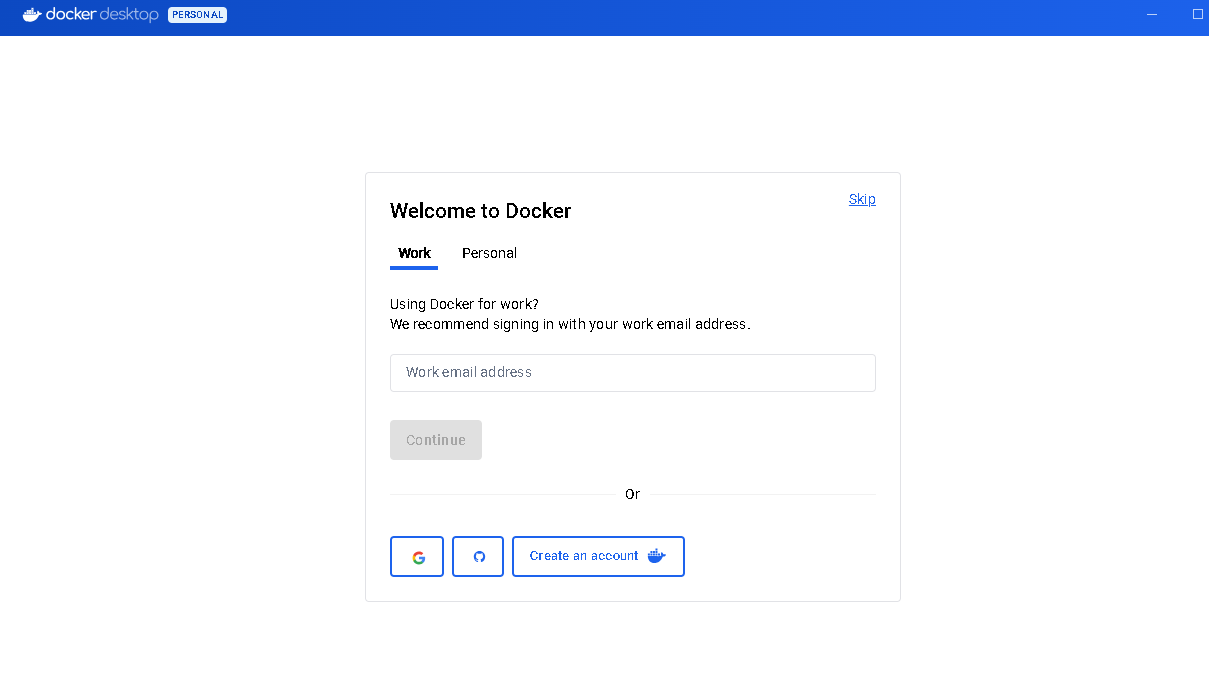 docker desktop PERSONAL
Skip
Welcome to Docker
Work Personal
Using Docker for work?
We recommend signing in with your work email address.
Work email address
Continue
Or
Create an account